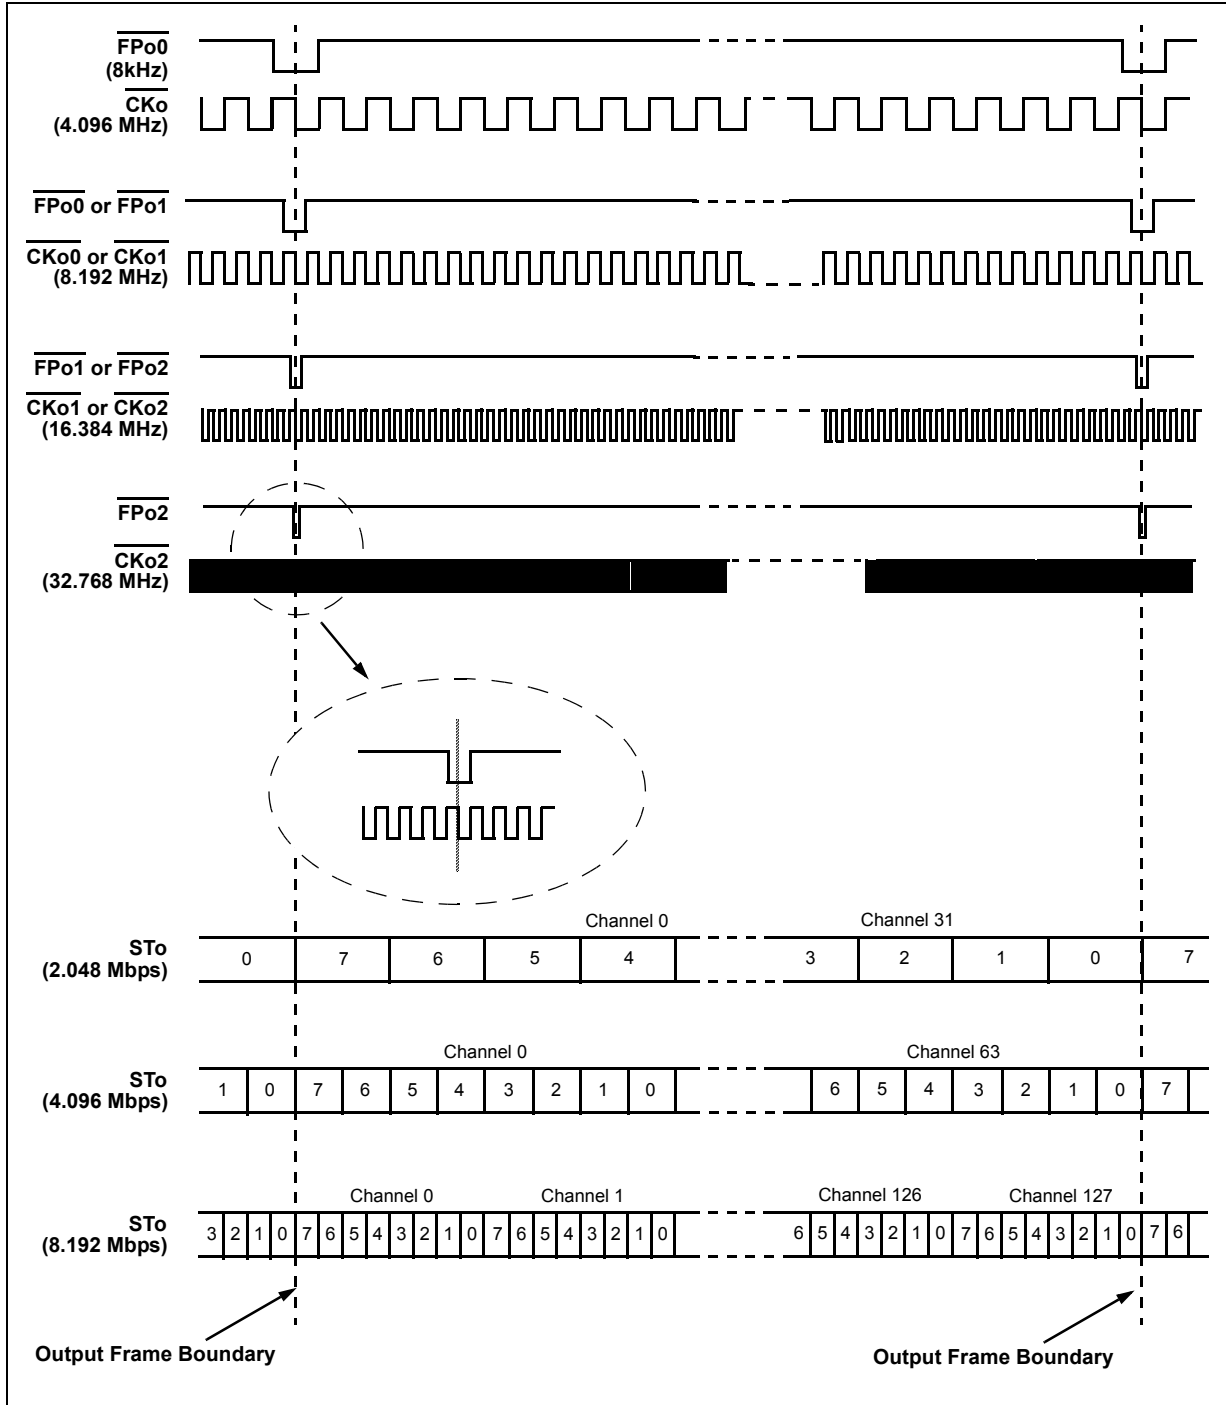 FPo0
(8kHz)
CKo
(4.096 MHz)
FPo0 or FPo1
CKo0 or CKo1
(8.192 MHz)
FPo1 or FPo2
CKo1 or CKo2
(16.384 MHz)
FPo2
CKo2
(32.768 MHz)
Channel 0 Channel 31
STo
(2.048 Mbps)
0 7 6 5 4 3 2 1 0 7
Channel 0 Channel 63
STo
(4.096 Mbps)
1 0 7 6 5 4 3 2 1 0 6 5 4 3 2 1 0 7
Channel 0 Channel 1 Channel 126 Channel 127
STo
(8.192 Mbps)
3 2 1 0 7 6 5 4 3 2 1 0 7 6 5 4 3 2 1 0 6 5 4 3 2 1 0 7 6 5 4 3 2 1 0 7 6
Output Frame Boundary Output Frame Boundary